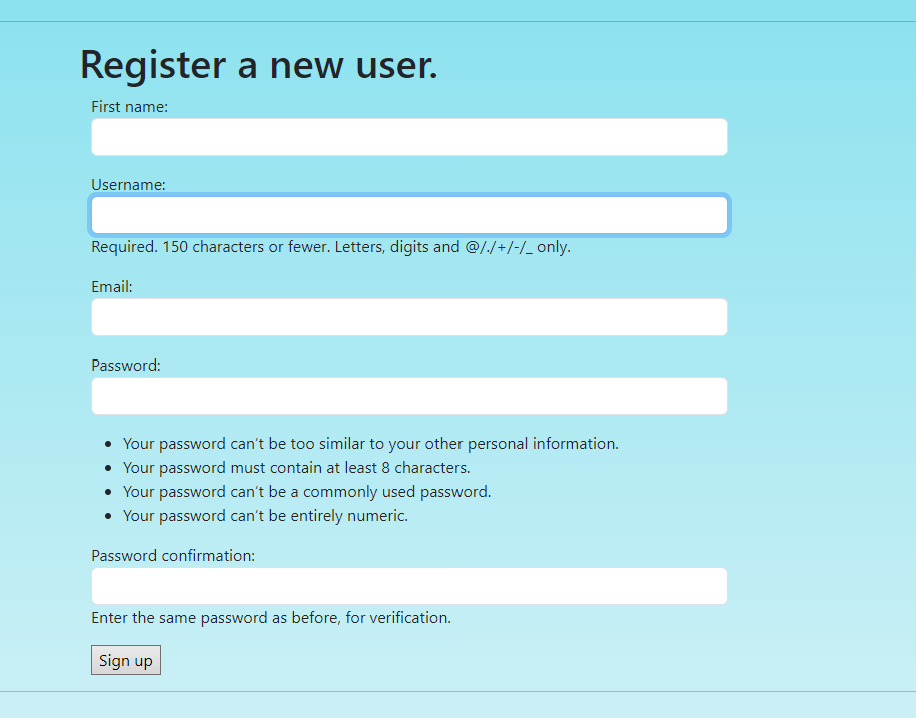 Register a new user.
First name:
Username:
Required. 150 characters or fewer. Letters, digits and @/./+/-/_ only.
Email:
Password:
• Your password can't be too similar to your other personal information.
• Your password must contain at least 8 characters.
• Your password can't be a commonly used password.
• Your password can't be entirely numeric.
Password confirmation:
Enter the same password as before, for verification.
Sign up